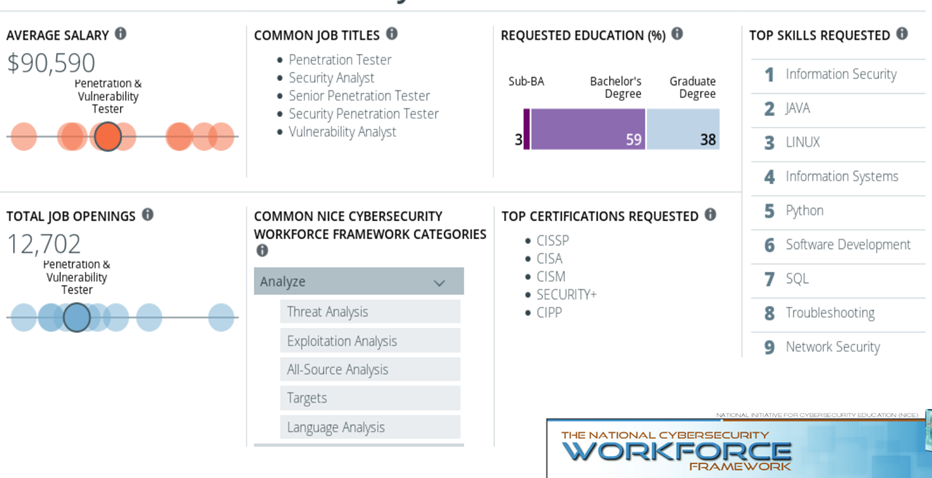 AVERAGE SALARY
$90,590
Penetration &
Vulnerability
Tester
COMMON JOB TITLES
Penetration Tester
Security Analyst
Senior Penetration Tester
Security Penetration Tester
Vulnerability Analyst
REQUESTED EDUCATION (%)
Sub-BA
Bachelor's
Degree
Graduate
Degree
3
59
38
TOTAL JOB OPENINGS
12,702
Penetration &
Vulnerability
Tester
COMMON NICE CYBERSECURITY
WORKFORCE FRAMEWORK CATEGORIES
Analyze
Threat Analysis
Exploitation Analysis
All-Source Analysis
Targets
Language Analysis
TOP CERTIFICATIONS REQUESTED
CISSP
CISA
CISM
SECURITY+
CIPP
TOP SKILLS REQUESTED
1 Information Security
2 JAVA
3 LINUX
4 Information Systems
5 Python
6 Software Development
7 SQL
8 Troubleshooting
9 Network Security
NATIONAL INITIATIVE FOR CYBERSECURITY EDUCATION (NICE)
THE NATIONAL CYBERSECURITY
WORKFORCE
FRAMEWORK